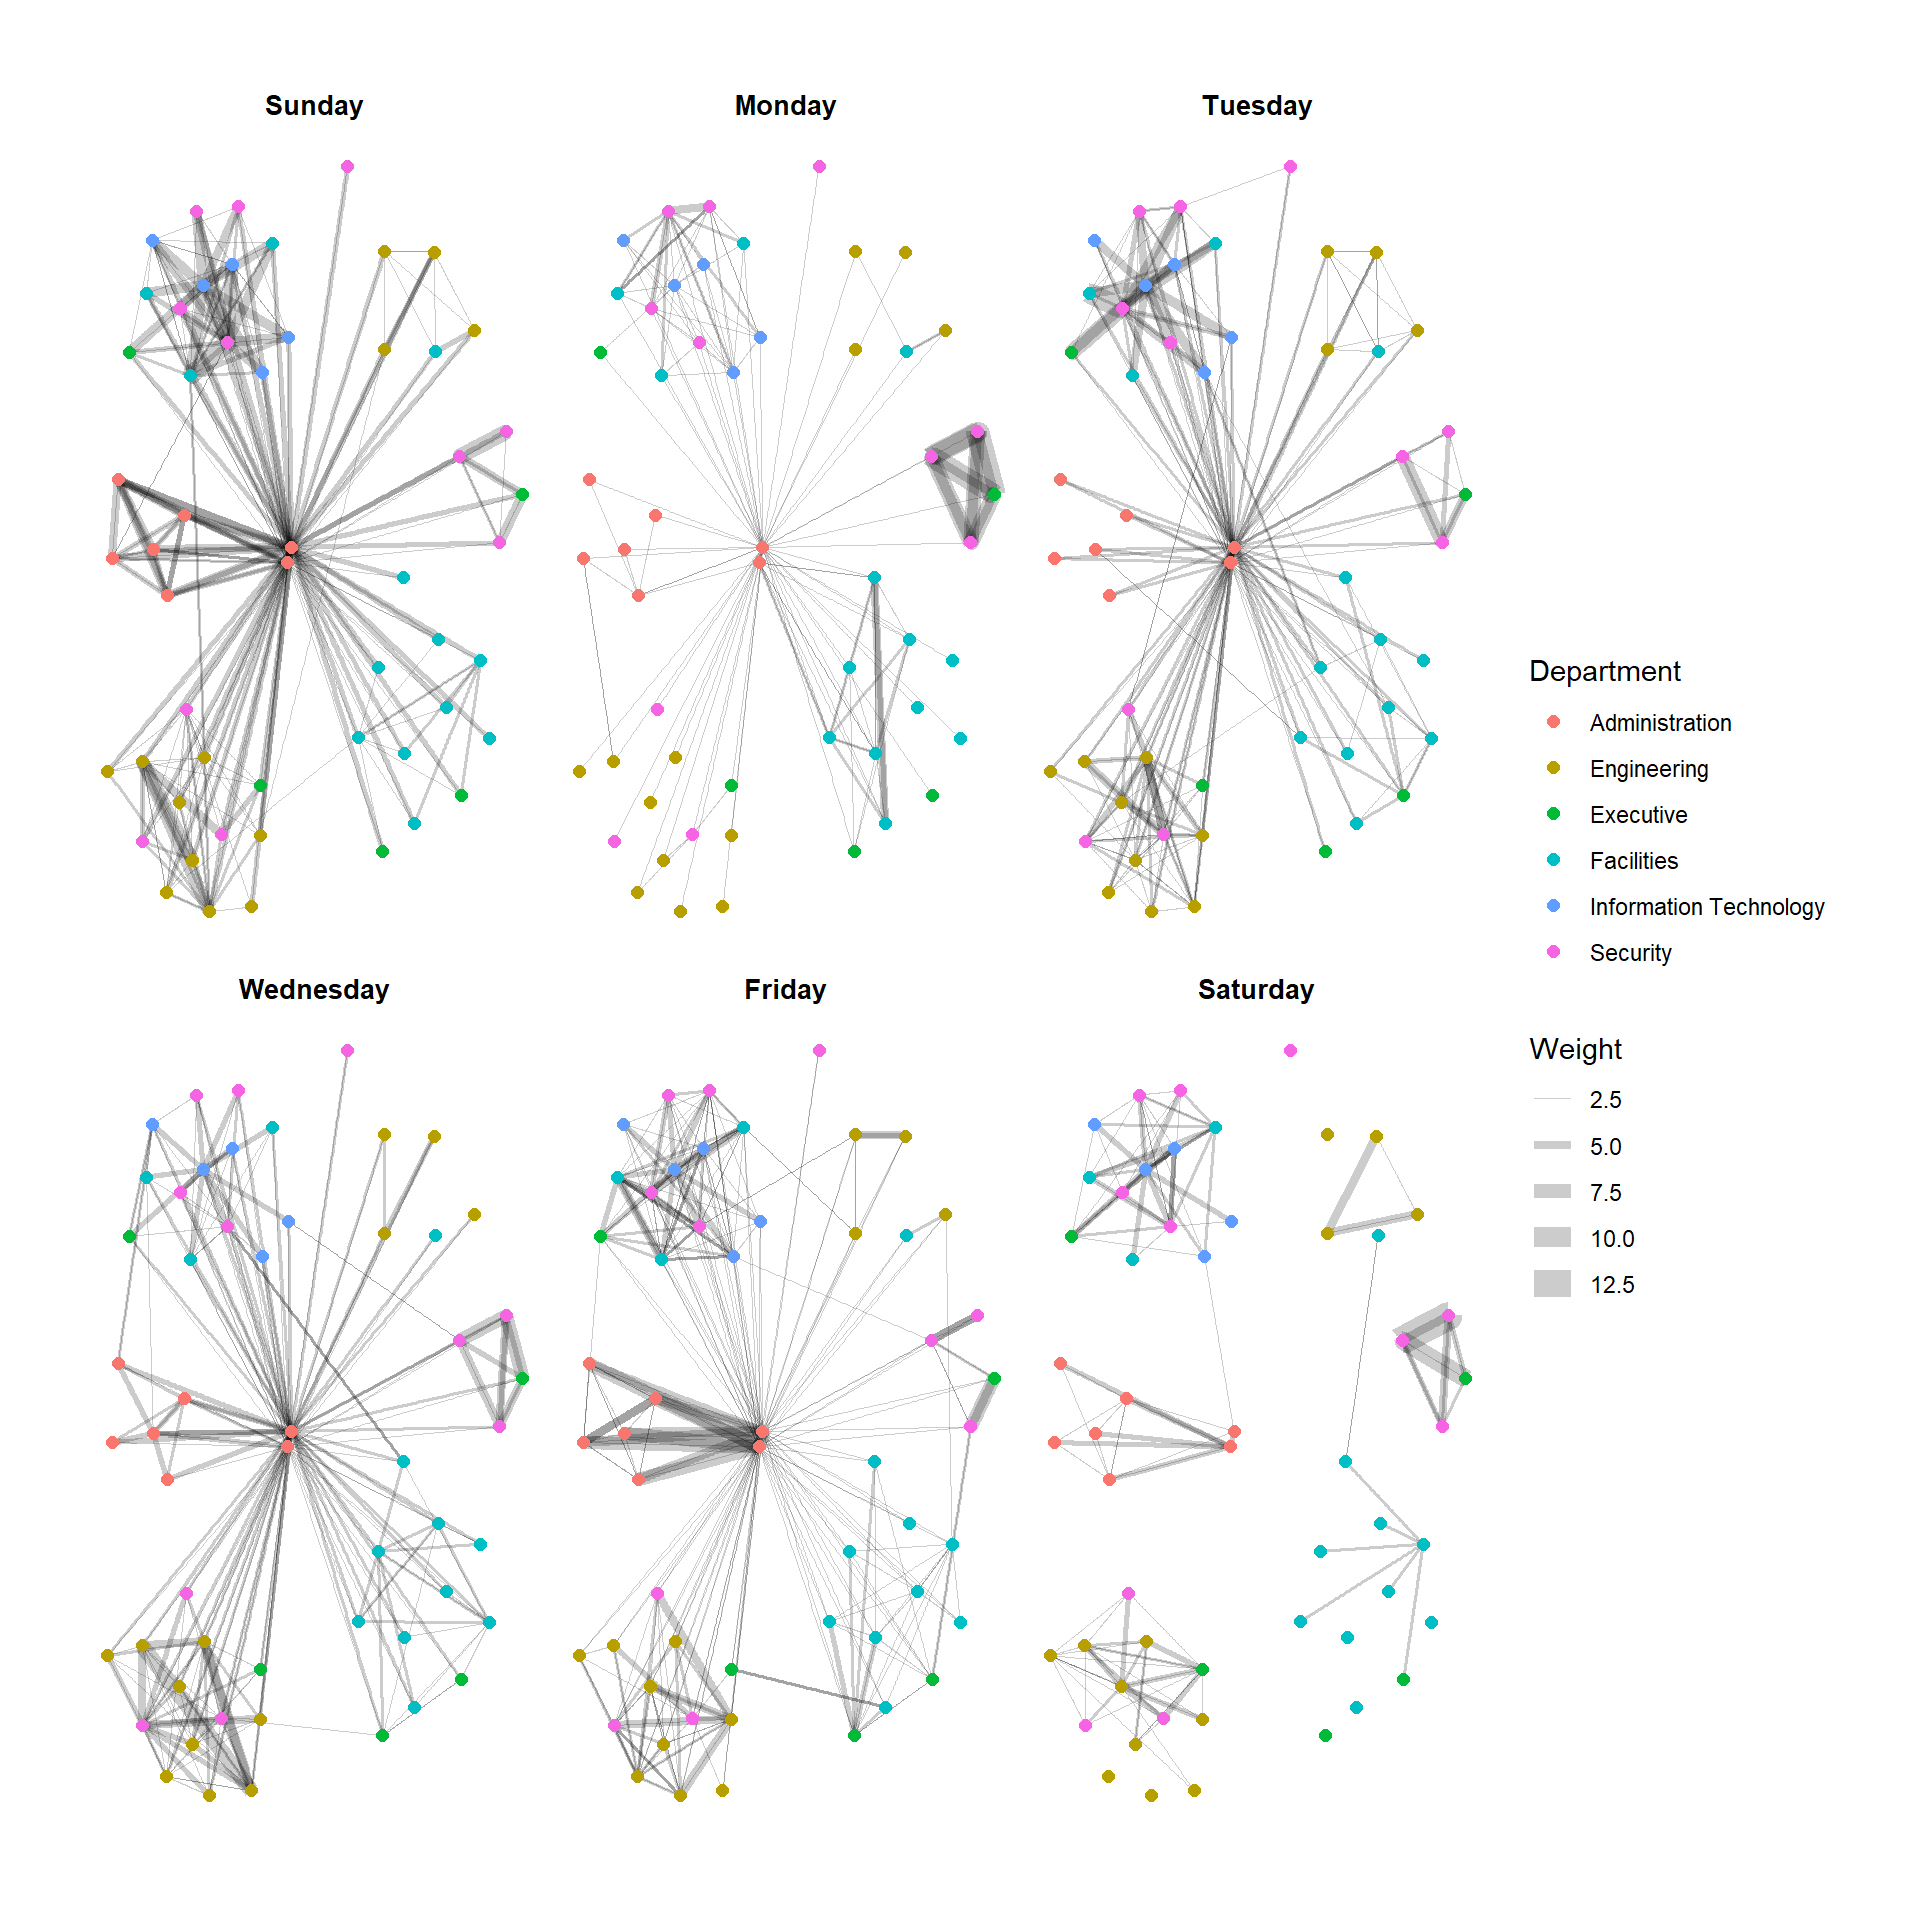 Sunday
Monday
Tuesday
Wednesday
Friday
Saturday
Department
Administration
Engineering
Executive
Facilities
Information Technology
Security
Weight
2.5
5.0
7.5
10.0
12.5